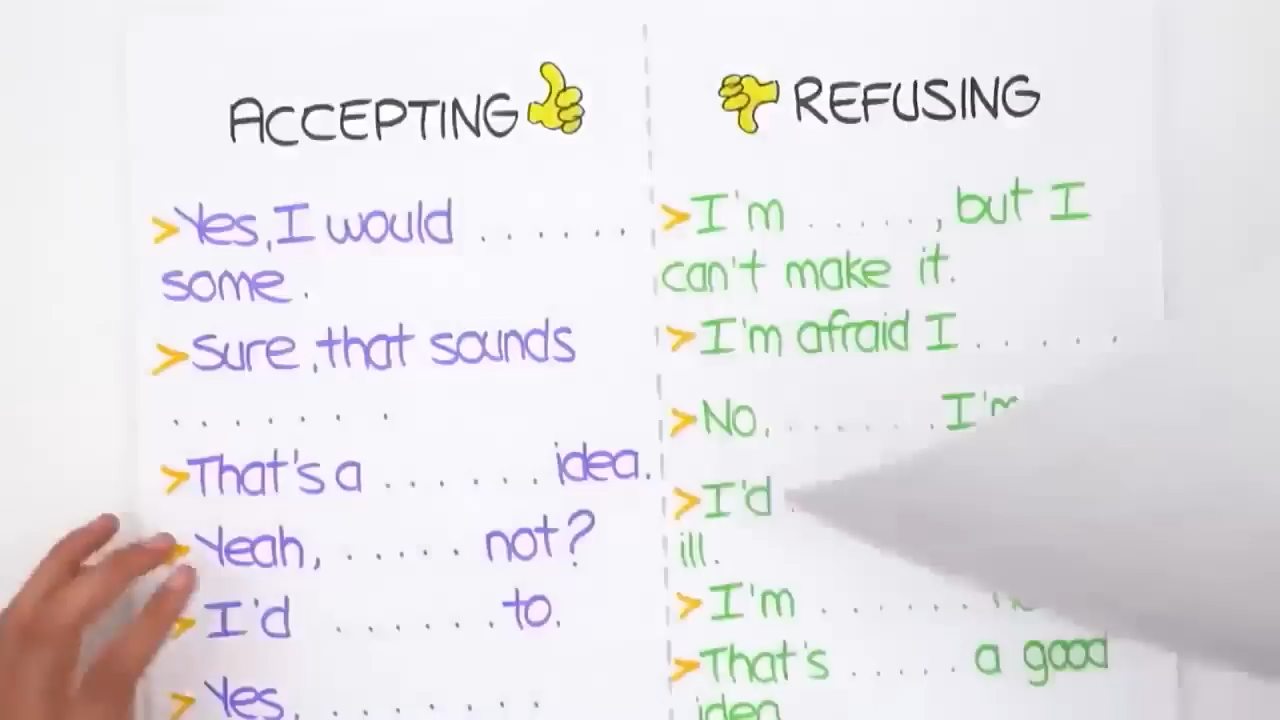 ACCEPTING
>Yes, I would . . . . . .
some.
>Sure, that sounds
. . . . . . .
>That's a . . . . . . idea.
>Yeah, . . . . . not?
>I'd . . . . . . to.
>Yes, . . . . . . .
REFUSING
>I'm . . . . . , but I
can't make it.
>I'm afraid I . . . . . .
>No, . . . . . . I'm
>I'd .
ill.
>I'm . . . . . . .
>That's . . . . . a good
idea